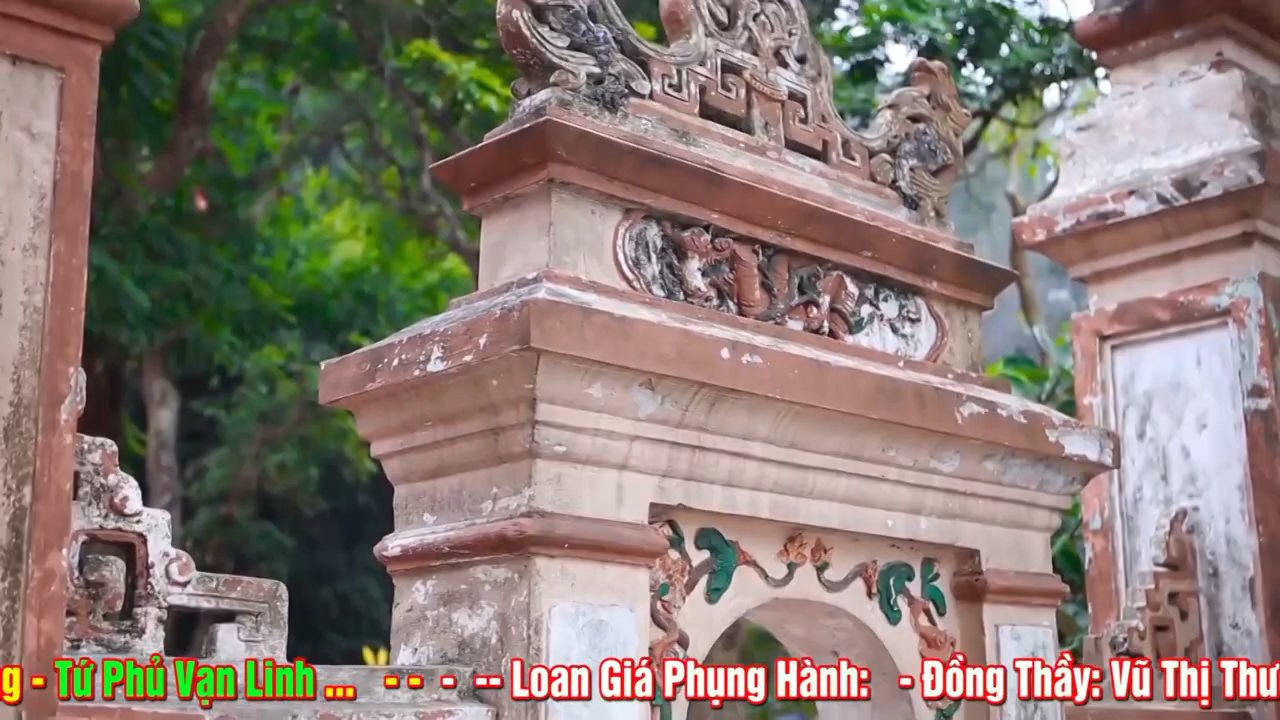 g - Tứ Phủ Vạn Linh ... - - - -- Loan Giá Phụng Hành: - Đồng Thầy: Vũ Thị Thư